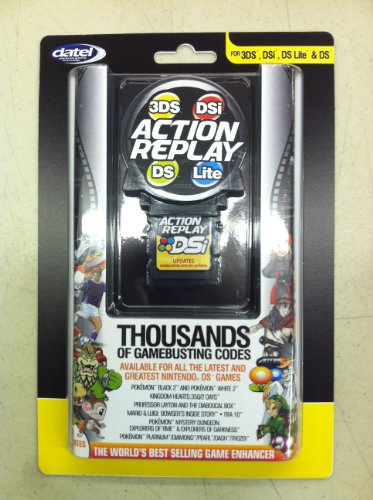 datel
FOR 3DS, DSi, DS Lite & DS
3DS DSi
ACTION
REPLAY
DS Lite
ACTION
REPLAY
DSi
UPDATES
THOUSANDS
OF GAMEBUSTING CODES
AVAILABLE FOR ALL THE LATEST AND
GREATEST NINTENDO DS GAMES
POKÉMON BLACK 2 AND POKÉMON WHITE 2
KINGDOM HEARTS: 358/2 DAYS
PROFESSOR LAYTON AND THE DIABOLICAL BOX
MARIO & LUIGI: BOWSER'S INSIDE STORY • FIFA 10
POKÉMON MYSTERY DUNGEON:
EXPLORERS OF TIME & EXPLORERS OF DARKNESS
POKÉMON PLATINUM/DIAMOND/PEARL/DASH/TROZEI
THE WORLD'S BEST SELLING GAME ENHANCER